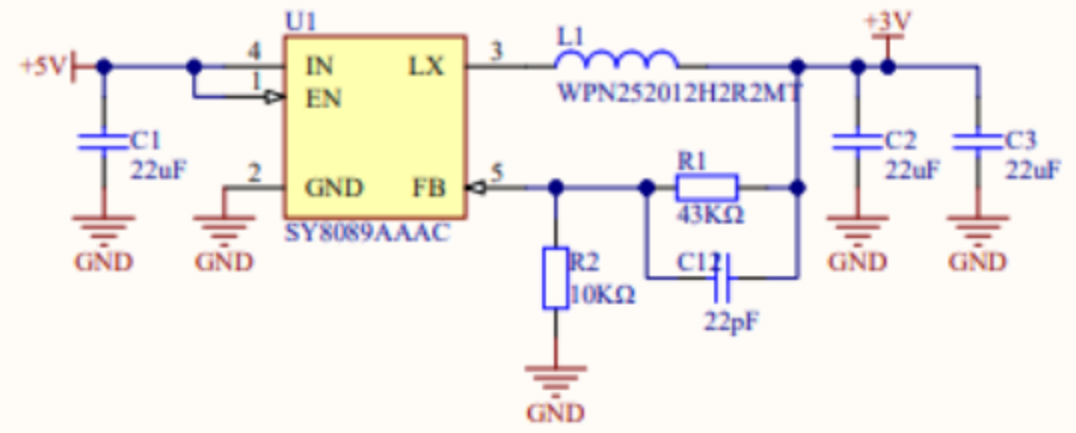 U1
L1
+3V
+5V
4
IN
LX
3
1
EN
WPN252012H2R2MT
C1
22uF
C2
22uF
C3
22uF
R1
2
GND
FB
5
43KΩ
SY8089AAAC
GND
GND
GND
GND
R2
10KΩ
C12
22pF
GND